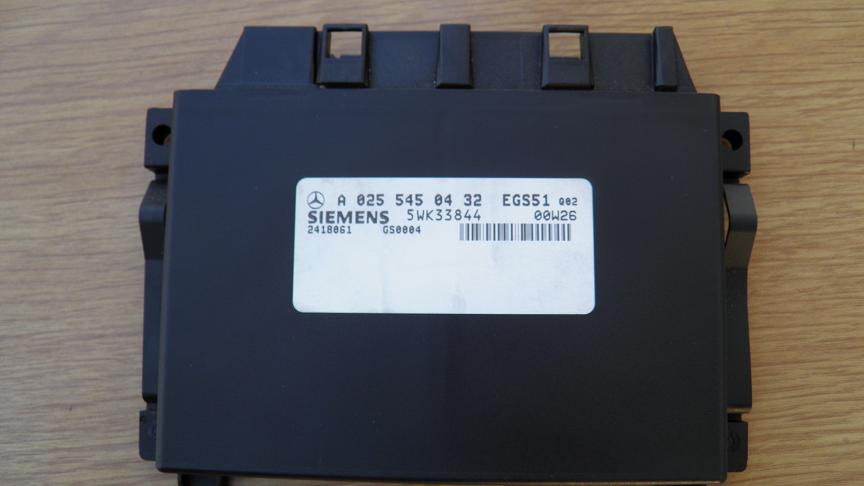 A 025 545 04 32 EGS51 Q02
SIEMENS 5WK33844 00W26
2418061 GS0004